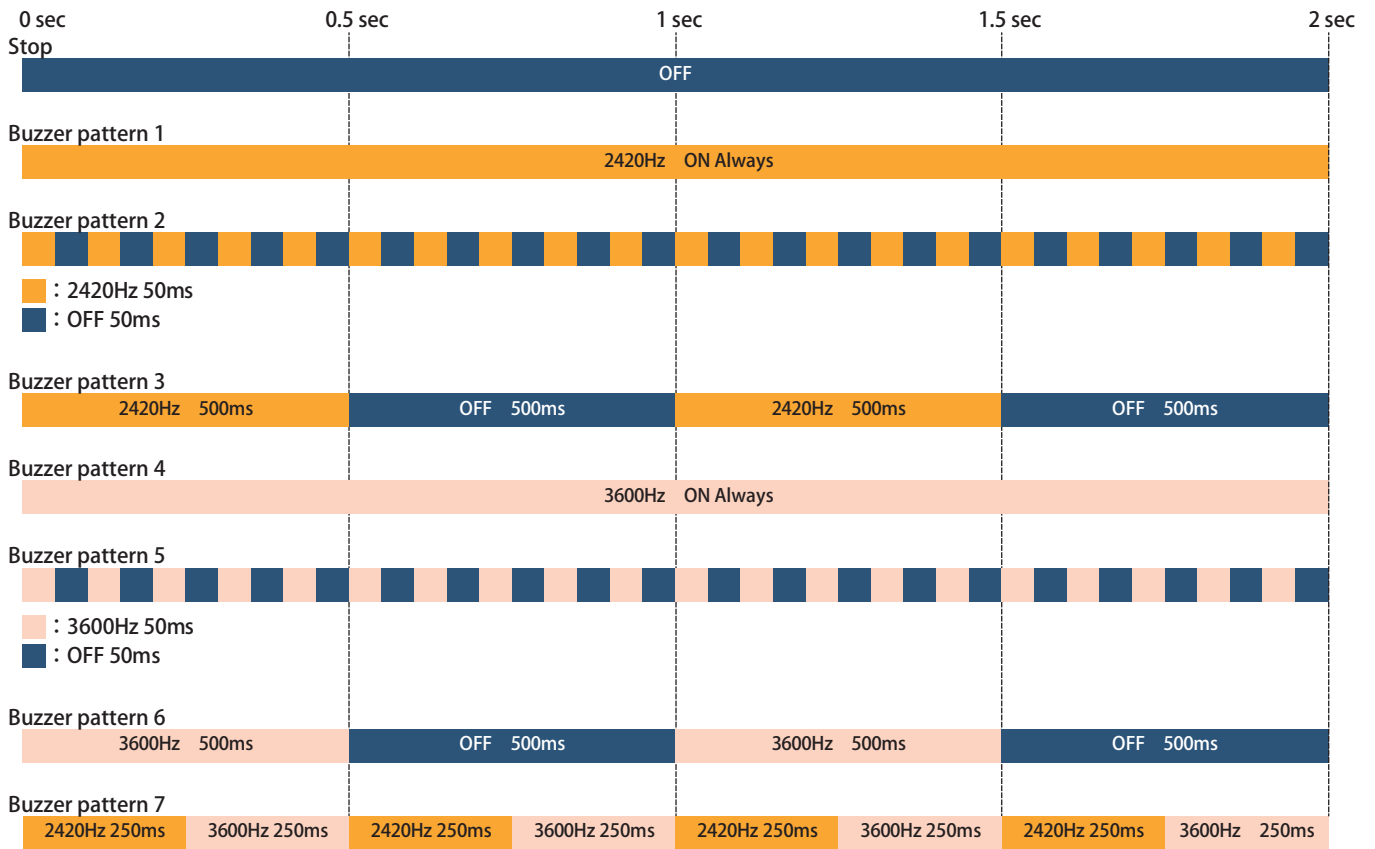 0 sec 0.5 sec 1 sec 1.5 sec 2 sec
Stop
OFF
Buzzer pattern 1
2420Hz ON Always
Buzzer pattern 2
: 2420Hz 50ms
: OFF 50ms
Buzzer pattern 3
2420Hz 500ms OFF 500ms 2420Hz 500ms OFF 500ms
Buzzer pattern 4
3600Hz ON Always
Buzzer pattern 5
: 3600Hz 50ms
: OFF 50ms
Buzzer pattern 6
3600Hz 500ms OFF 500ms 3600Hz 500ms OFF 500ms
Buzzer pattern 7
2420Hz 250ms 3600Hz 250ms 2420Hz 250ms 3600Hz 250ms 2420Hz 250ms 3600Hz 250ms 2420Hz 250ms 3600Hz 250ms